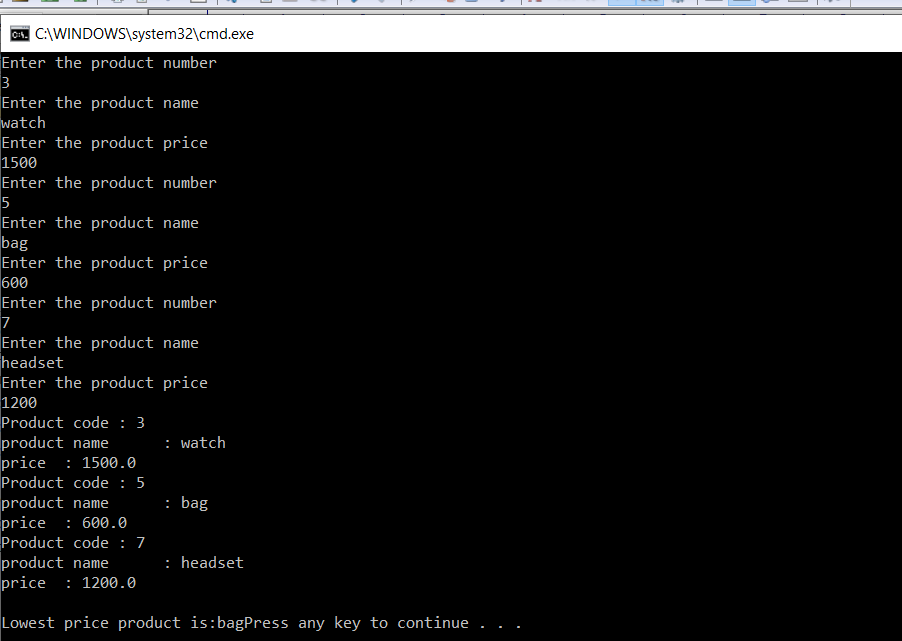 C:\WINDOWS\system32\cmd.exe
Enter the product number
3
Enter the product name
watch
Enter the product price
1500
Enter the product number
5
Enter the product name
bag
Enter the product price
600
Enter the product number
7
Enter the product name
headset
Enter the product price
1200
Product code : 3
product name      : watch
price  : 1500.0
Product code : 5
product name      : bag
price  : 600.0
Product code : 7
product name      : headset
price  : 1200.0
Lowest price product is:bagPress any key to continue . . .